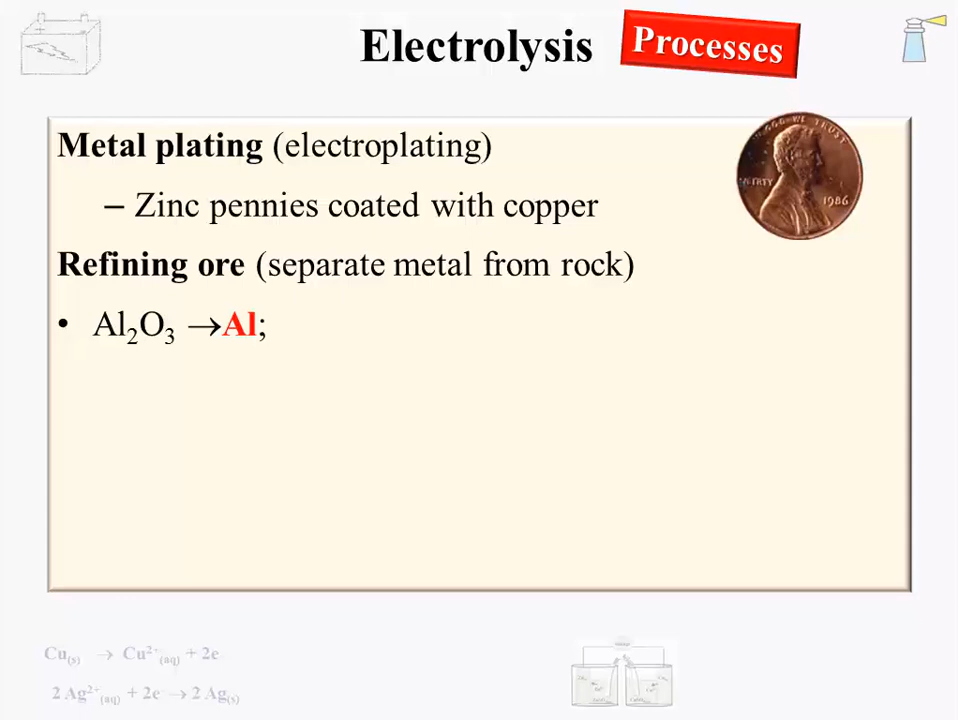 Electrolysis Processes
Metal plating (electroplating)
– Zinc pennies coated with copper
Refining ore (separate metal from rock)
• Al₂O₃ →Al;
LIBERTY
1986
Cu(s) → Cu²⁺(aq) + 2e
2 Ag²⁺(aq) + 2e → 2 Ag(s)